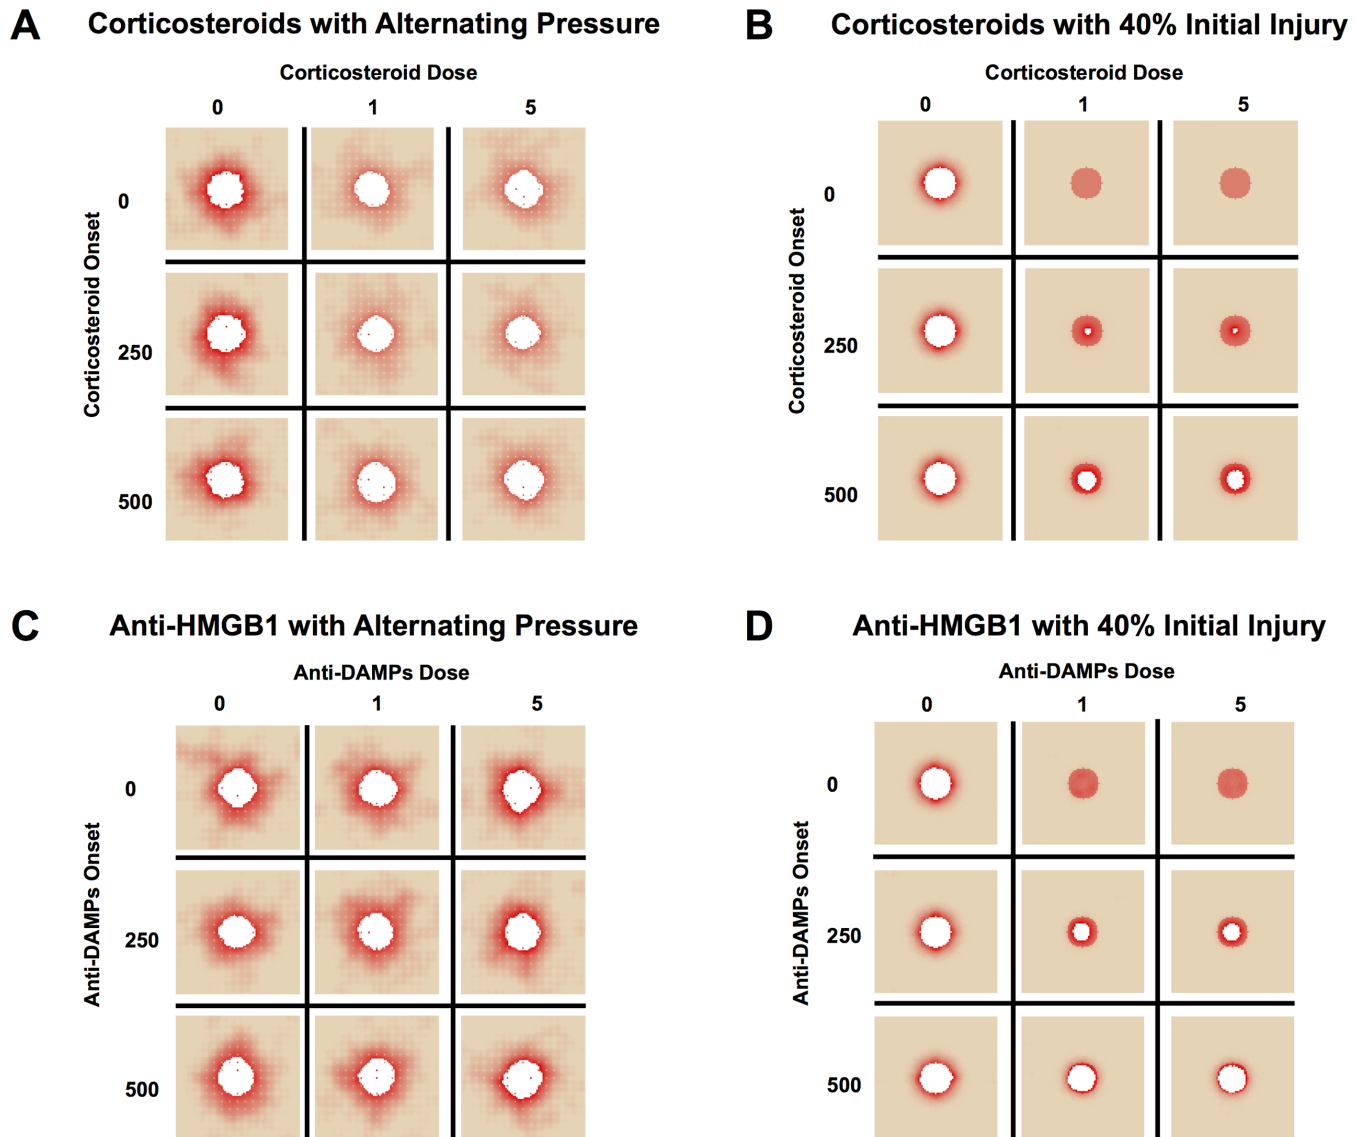 A Corticosteroids with Alternating Pressure
Corticosteroid Dose
0 1 5
Corticosteroid Onset
0
250
500
B Corticosteroids with 40% Initial Injury
Corticosteroid Dose
0 1 5
Corticosteroid Onset
0
250
500
C Anti-HMGB1 with Alternating Pressure
Anti-DAMPs Dose
0 1 5
Anti-DAMPs Onset
0
250
500
D Anti-HMGB1 with 40% Initial Injury
Anti-DAMPs Dose
0 1 5
Anti-DAMPs Onset
0
250
500